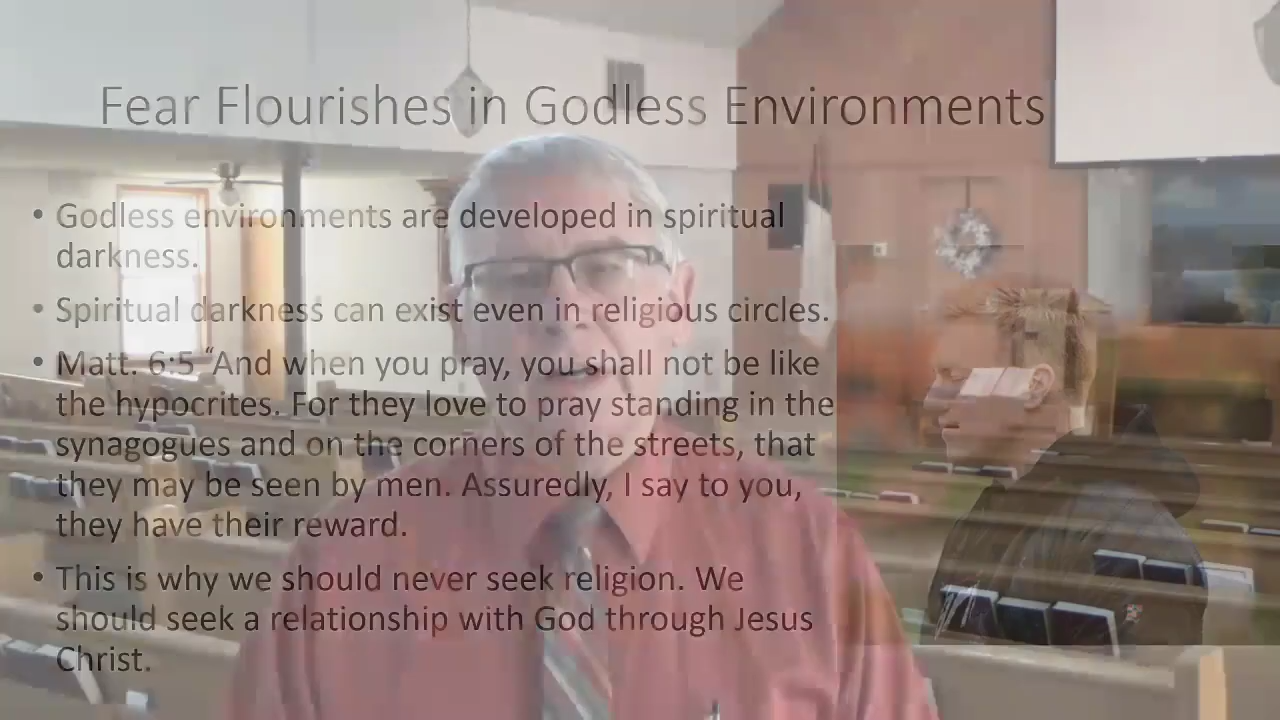 Fear Flourishes in Godless Environments
• Godless environments are developed in spiritual
darkness.
• Spiritual darkness can exist even in religious circles.
• Matt. 6:5 “And when you pray, you shall not be like
the hypocrites. For they love to pray standing in the
synagogues and on the corners of the streets, that
they may be seen by men. Assuredly, I say to you,
they have their reward.
• This is why we should never seek religion. We
should seek a relationship with God through Jesus
Christ.